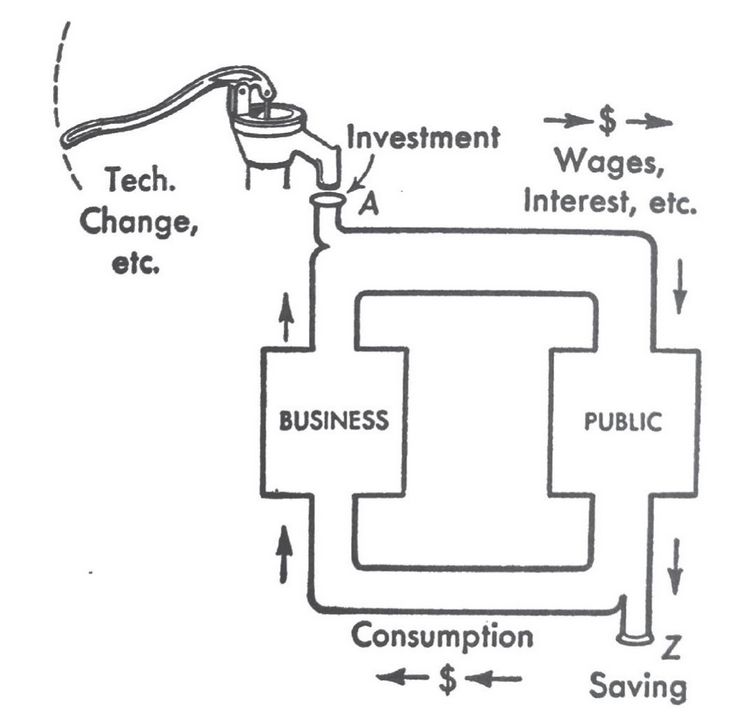 Investment
A
→ $ →
Wages,
Interest, etc.
Tech.
Change,
etc.
BUSINESS
PUBLIC
Consumption
← $ ←
Z
Saving